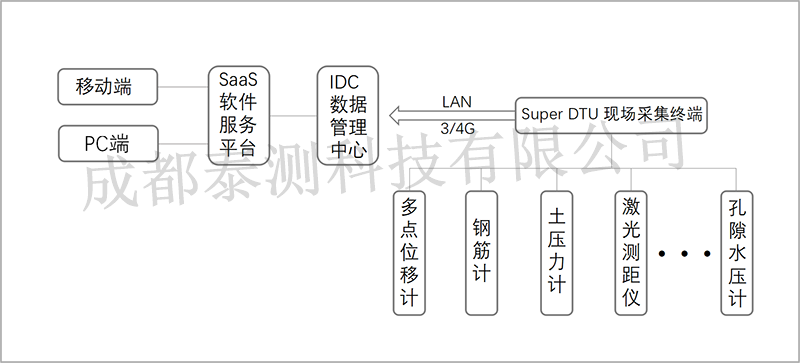 移动端
PC端
SaaS
软件
服务
平台
IDC
数据
管理
中心
LAN
3/4G
Super DTU 现场采集终端
多点位移计
钢筋计
土压力计
激光测距仪
孔隙水压计
成都泰测科技有限公司